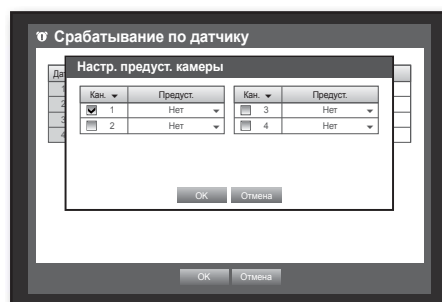 Срабатывание по датчику
Настр. предуст. камеры
Кан. Предуст. Кан. Предуст.
1 Нет 3 Нет
2 Нет 4 Нет
OK Отмена
OK Отмена